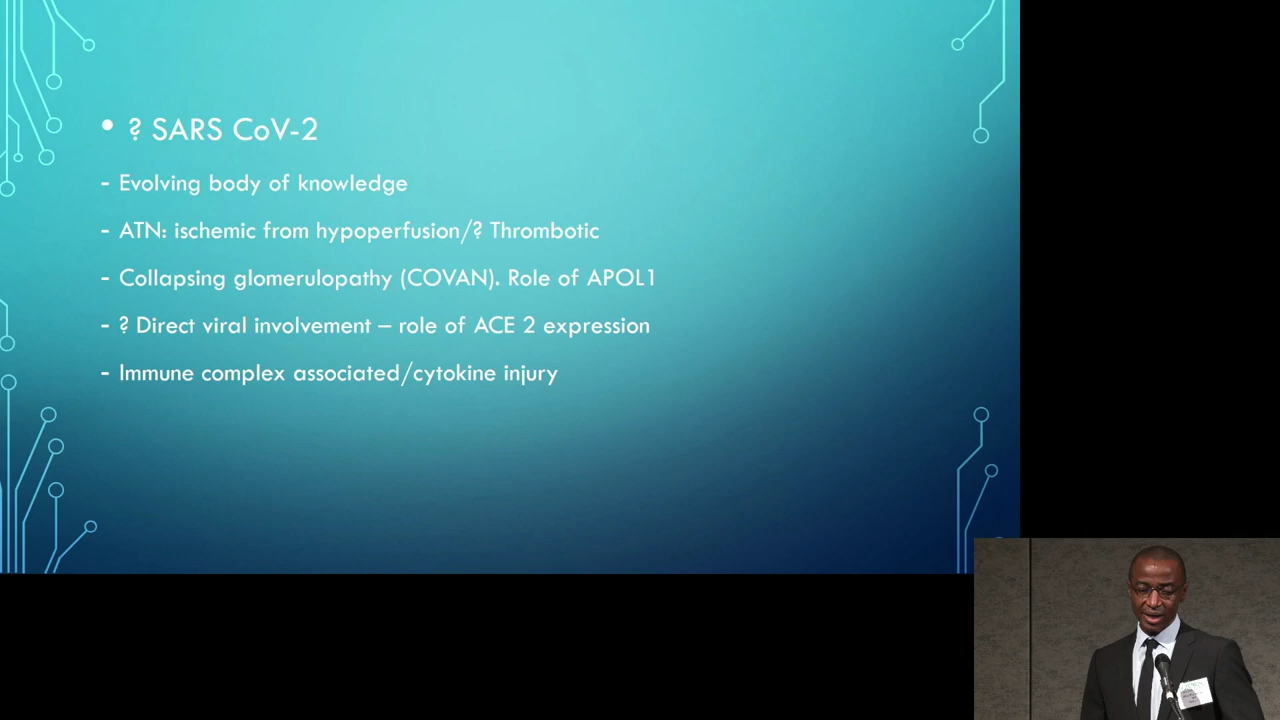 • ? SARS CoV-2
- Evolving body of knowledge
- ATN: ischemic from hypoperfusion/? Thrombotic
- Collapsing glomerulopathy (COVAN). Role of APOL1
- ? Direct viral involvement – role of ACE 2 expression
- Immune complex associated/cytokine injury